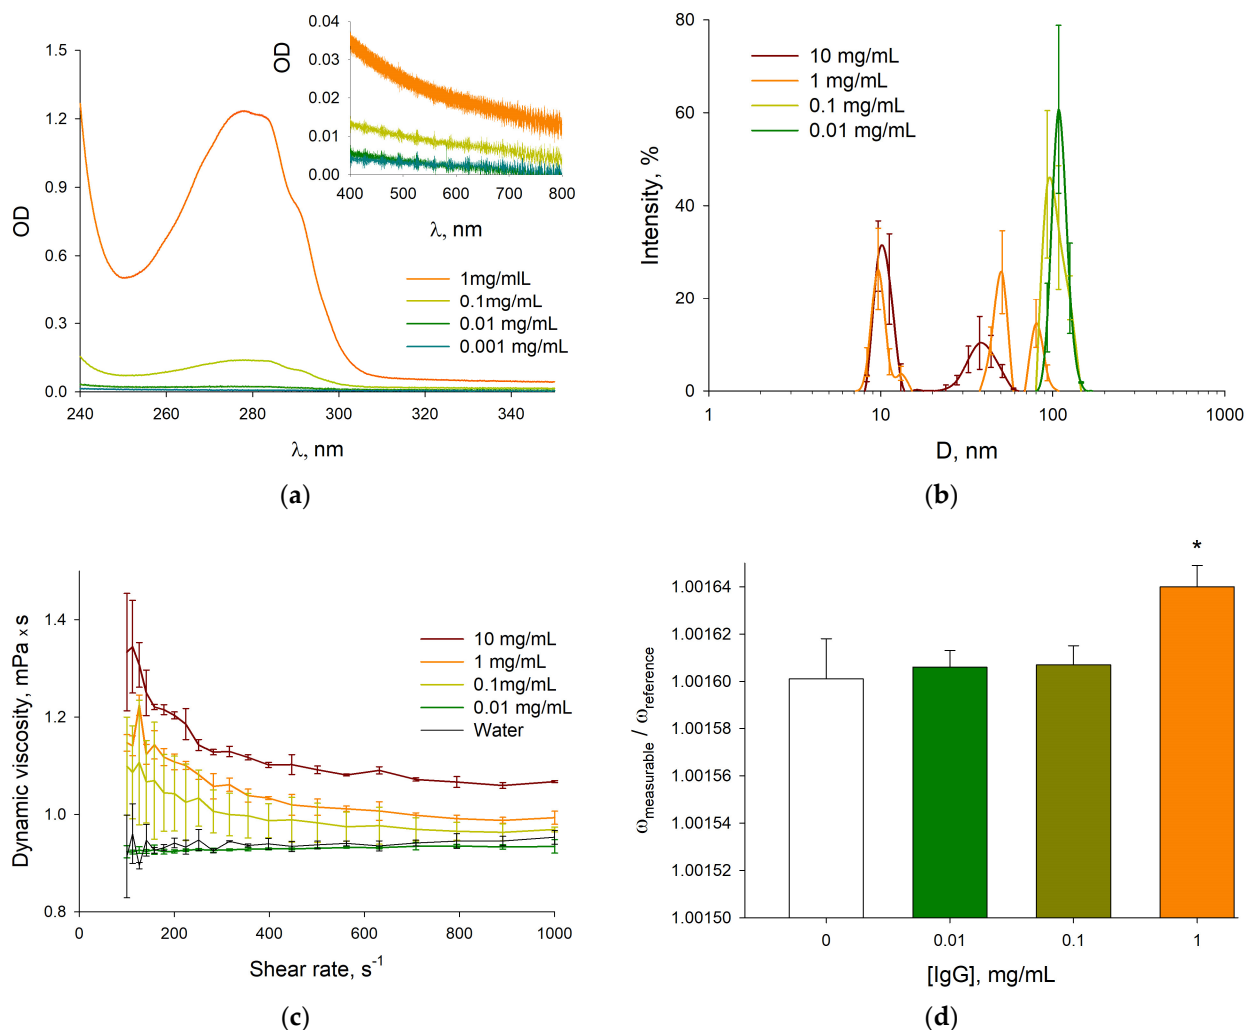 OD
1.5
1.2
0.9
0.6
0.3
0.0
240
260
280
300
320
340
λ, nm
OD
0.04
0.03
0.02
0.01
0.00
400
500
600
700
800
λ, nm
1mg/mlL
0.1mg/mL
0.01 mg/mL
0.001 mg/mL
(a)
Intensity, %
80
60
40
20
0
1
10
100
1000
D, nm
10 mg/mL
1 mg/mL
0.1 mg/mL
0.01 mg/mL
(b)
Dynamic viscosity, mPa x s
1.4
1.2
1.0
0.8
0
200
400
600
800
1000
Shear rate, s-1
10 mg/mL
1 mg/mL
0.1mg/mL
0.01 mg/mL
Water
(c)
ωmeasurable / ωreference
1.00164
1.00162
1.00160
1.00158
1.00156
1.00154
1.00152
1.00150
*
0
0.01
0.1
1
[IgG], mg/mL
(d)